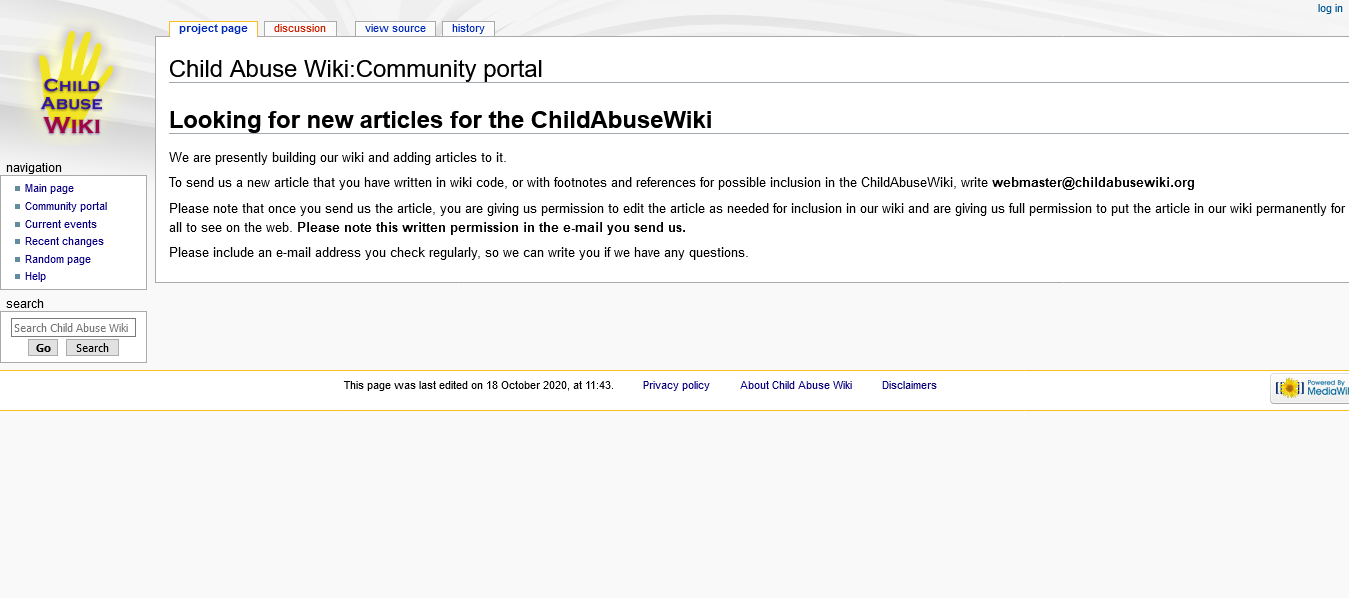 log in
project page discussion view source history
CHILD
ABUSE
WIKI
Child Abuse Wiki:Community portal
Looking for new articles for the ChildAbuseWiki
We are presently building our wiki and adding articles to it.
To send us a new article that you have written in wiki code, or with footnotes and references for possible inclusion in the ChildAbuseWiki, write webmaster@childabusewiki.org
Please note that once you send us the article, you are giving us permission to edit the article as needed for inclusion in our wiki and are giving us full permission to put the article in our wiki permanently for
all to see on the web. Please note this written permission in the e-mail you send us.
Please include an e-mail address you check regularly, so we can write you if we have any questions.
navigation
Main page
Community portal
Current events
Recent changes
Random page
Help
search
Search Child Abuse Wiki
Go Search
This page was last edited on 18 October 2020, at 11:43. Privacy policy About Child Abuse Wiki Disclaimers
Powered By
MediaWi